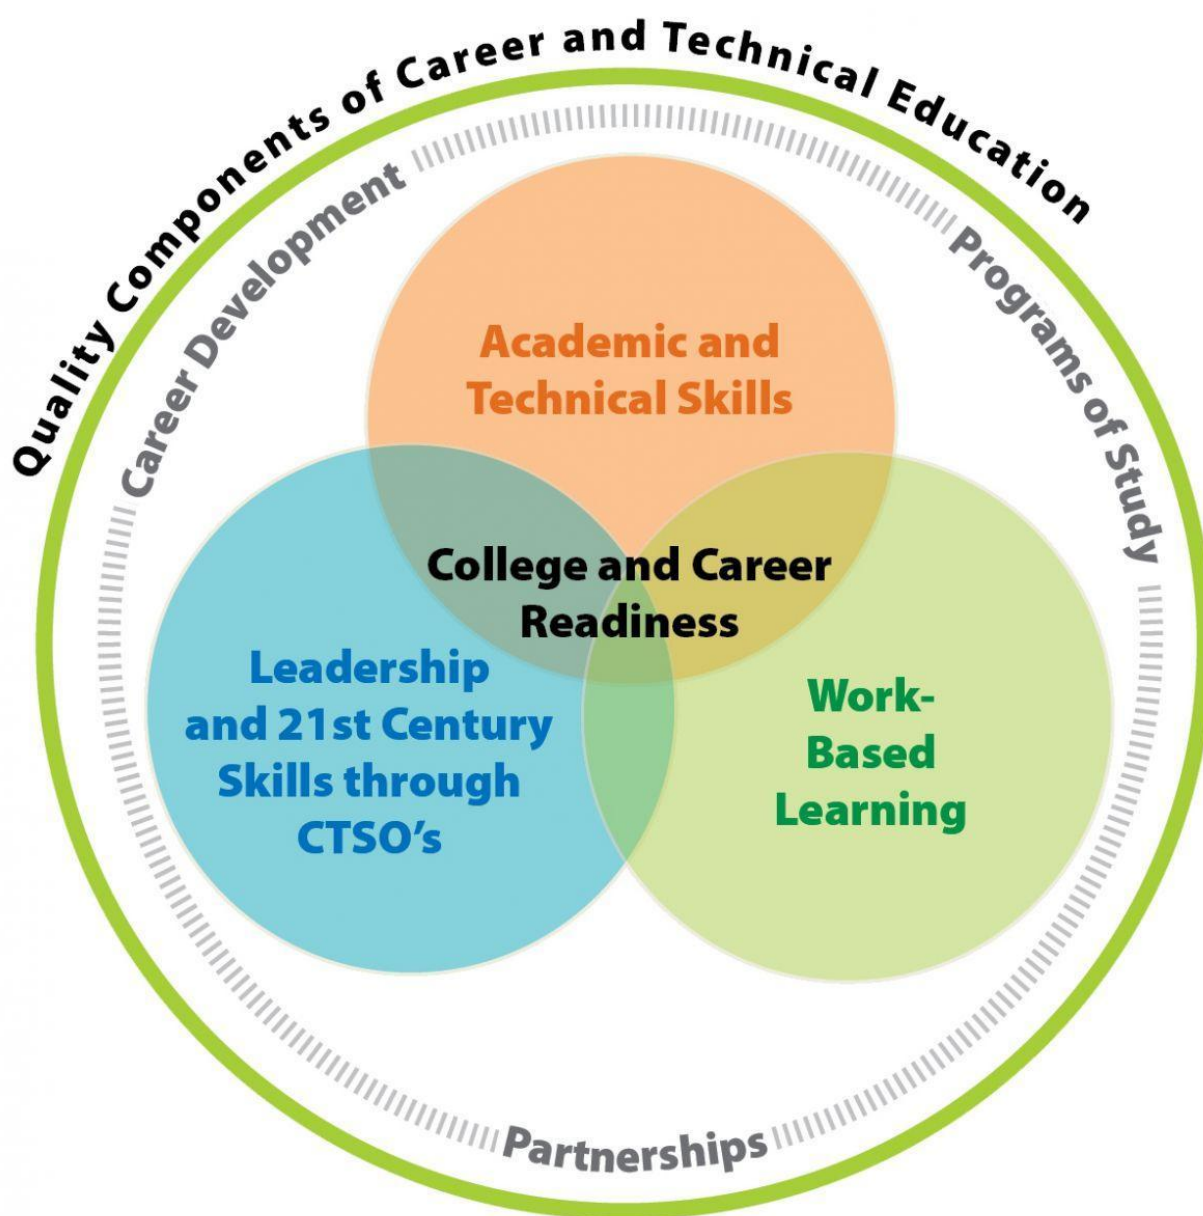 Quality Components of Career and Technical Education
Career Development
Programs of Study
Academic and
Technical Skills
College and Career
Readiness
Leadership
and 21st Century
Skills through
CTSO's
Work-
Based
Learning
Partnerships